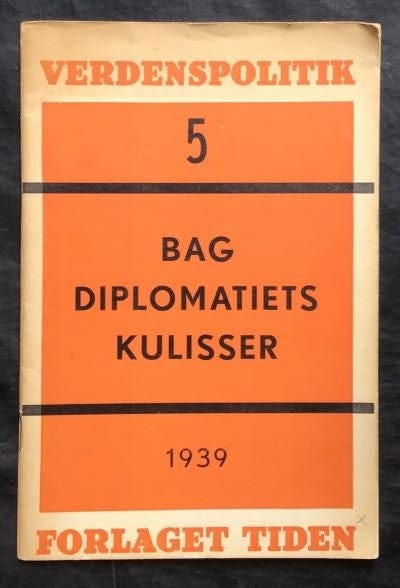 VERDENSPOLITIK
5
BAG
DIPLOMATIETS
KULISSER
1939
FORLAGET TIDEN